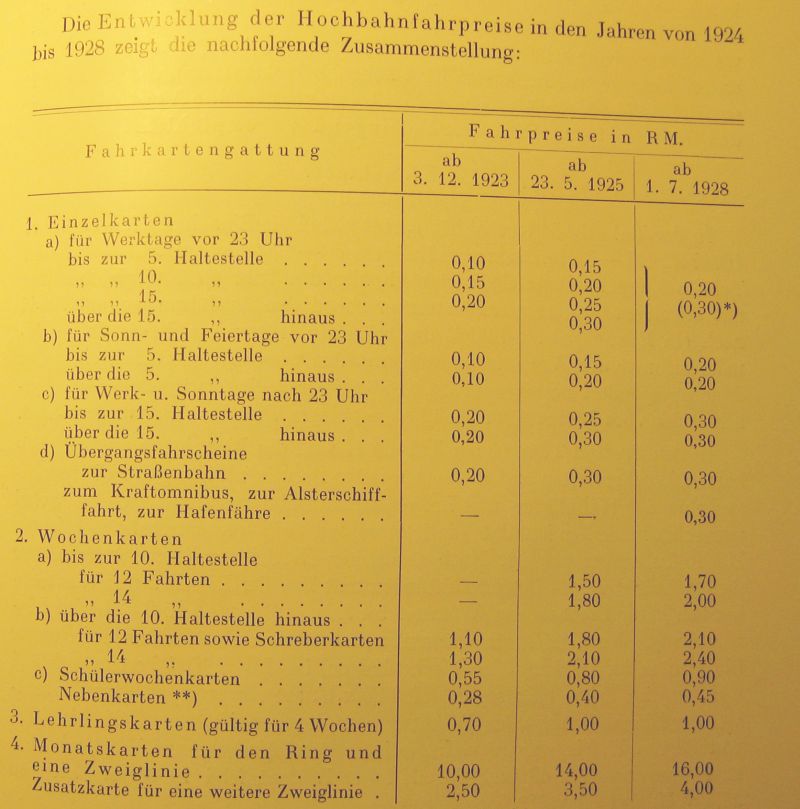 Die Entwicklung der Hochbahnfahrpreise in den Jahren von 1924
bis 1928 zeigt die nachfolgende Zusammenstellung:
Fahrkartengattung
Fahrpreise in RM.
ab 3. 12. 1923
ab 23. 5. 1925
ab 1. 7. 1928
1. Einzelkarten
a) für Werktage vor 23 Uhr
bis zur 5. Haltestelle . . . . . . 0,10 0,15
„ „ 10. „ . . . . . . 0,15 0,20 0,20
„ „ 15. „ . . . . . . 0,20 0,25 (0,30)*)
über die 15. „ hinaus . . . 0,30
b) für Sonn- und Feiertage vor 23 Uhr
bis zur 5. Haltestelle . . . . . . 0,10 0,15 0,20
über die 5. „ hinaus . . . 0,10 0,20 0,20
c) für Werk- u. Sonntage nach 23 Uhr
bis zur 15. Haltestelle . . . . . . 0,20 0,25 0,30
über die 15. „ hinaus . . . 0,20 0,30 0,30
d) Übergangsfahrscheine
zur Straßenbahn . . . . . . . . 0,20 0,30 0,30
zum Kraftomnibus, zur Alsterschiff-
fahrt, zur Hafenfähre . . . . . . — — 0,30
2. Wochenkarten
a) bis zur 10. Haltestelle
für 12 Fahrten . . . . . . . . . — 1,50 1,70
„ 14 „ . . . . . . . . . — 1,80 2,00
b) über die 10. Haltestelle hinaus . . .
für 12 Fahrten sowie Schreberkarten 1,10 1,80 2,10
„ 14 „ . . . . . . . . . 1,30 2,10 2,40
c) Schülerwochenkarten . . . . . . . 0,55 0,80 0,90
Nebenkarten **) . . . . . . . . . 0,28 0,40 0,45
3. Lehrlingskarten (gültig für 4 Wochen) 0,70 1,00 1,00
4. Monatskarten für den Ring und
eine Zweiglinie . . . . . . . . . . 10,00 14,00 16,00
Zusatzkarte für eine weitere Zweiglinie . 2,50 3,50 4,00